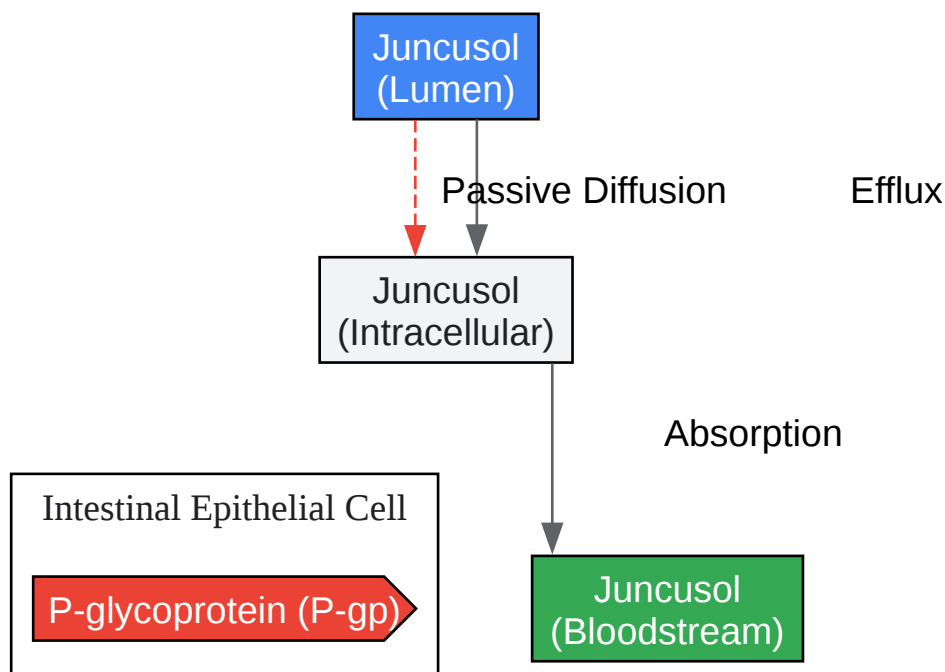 Juncusol
(Lumen)
Passive Diffusion
Efflux
Juncusol
(Intracellular)
Absorption
Intestinal Epithelial Cell
P-glycoprotein (P-gp)
Juncusol
(Bloodstream)